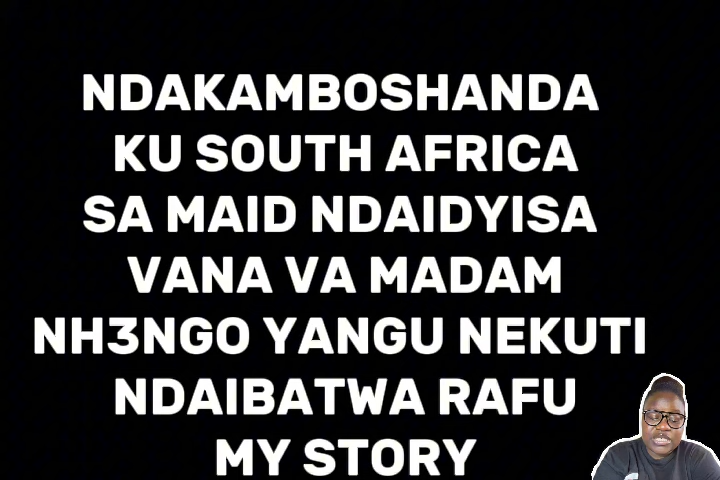 NDAKAMBOSHANDA
KU SOUTH AFRICA
SA MAID NDAIDYISA
VANA VA MADAM
NH3NGO YANGU NEKUTI
NDAIBATWA RAFU
MY STORY